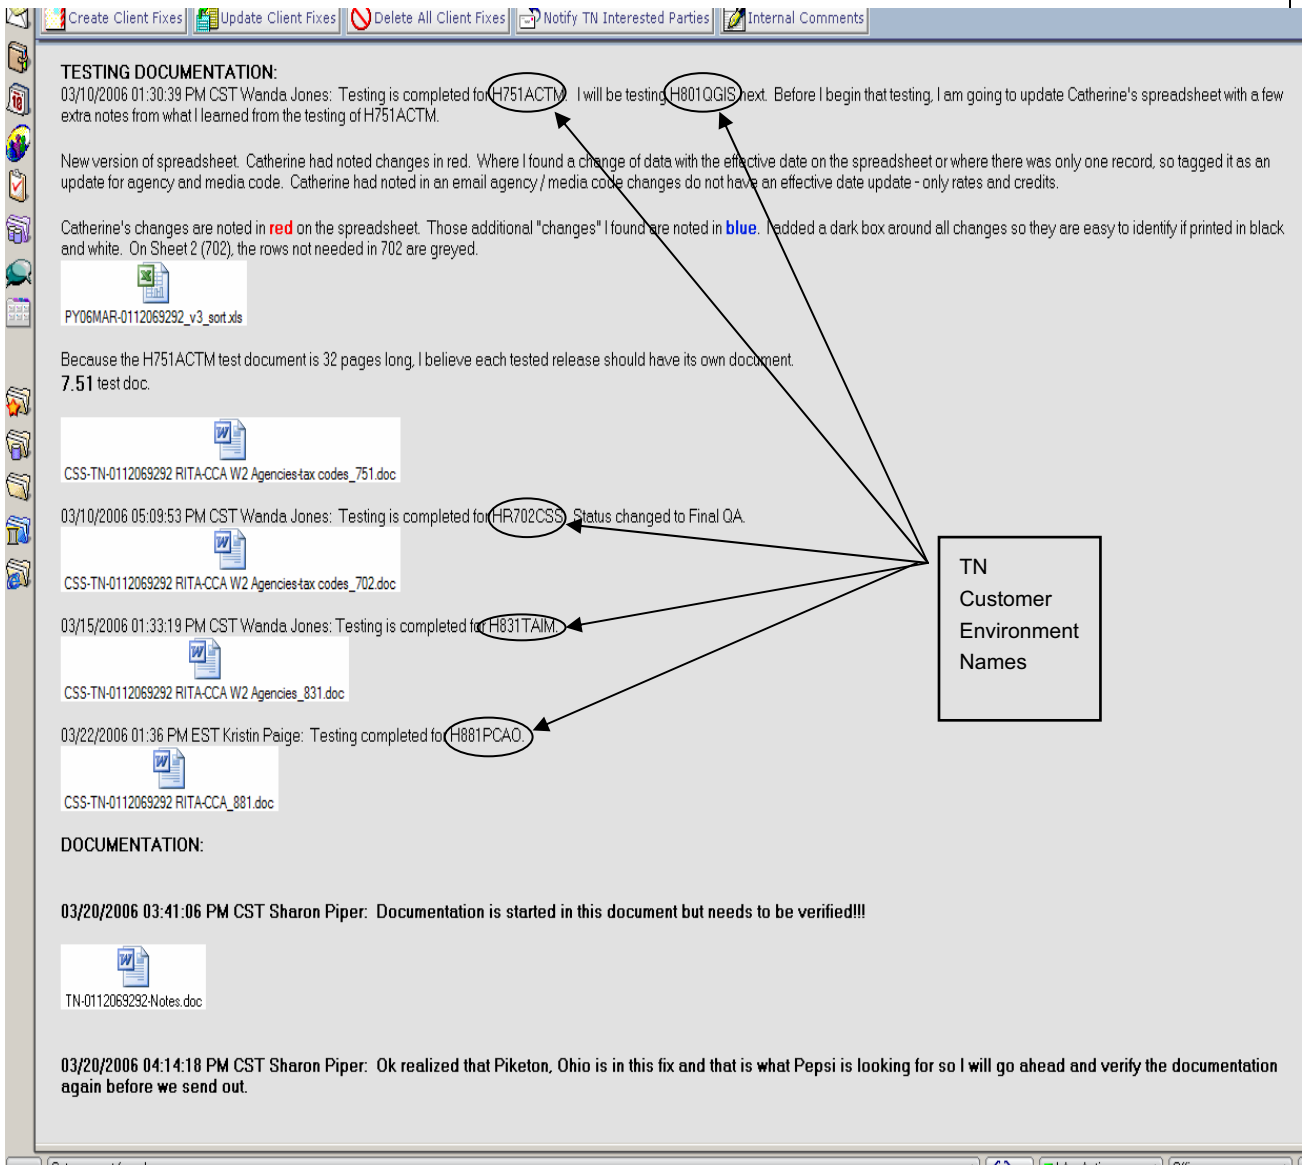 Create Client Fixes Update Client Fixes Delete All Client Fixes Notify TN Interested Parties Internal Comments
TESTING DOCUMENTATION:
03/10/2006 01:30:39 PM CST Wanda Jones: Testing is completed for H751ACTM. I will be testing H801QGIS next. Before I begin that testing, I am going to update Catherine's spreadsheet with a few
extra notes from what I learned from the testing of H751ACTM.
New version of spreadsheet. Catherine had noted changes in red. Where I found a change of data with the effective date on the spreadsheet or where there was only one record, so tagged it as an
update for agency and media code. Catherine had noted in an email agency / media code changes do not have an effective date update - only rates and credits.
Catherine's changes are noted in red on the spreadsheet. Those additional "changes" I found are noted in blue. I added a dark box around all changes so they are easy to identify if printed in black
and white. On Sheet 2 (702), the rows not needed in 702 are greyed.
PY06MAR-0112069292_v3_sort.xls
Because the H751ACTM test document is 32 pages long, I believe each tested release should have its own document.
7.51 test doc.
CSS-TN-0112069292 RITA-CCA W2 Agencies-tax codes_751.doc
03/10/2006 05:09:53 PM CST Wanda Jones: Testing is completed for HR702CSS. Status changed to Final QA.
CSS-TN-0112069292 RITA-CCA W2 Agencies-tax codes_702.doc
TN
Customer
Environment
Names
03/15/2006 01:33:19 PM CST Wanda Jones: Testing is completed for H831TAIM.
CSS-TN-0112069292 RITA-CCA W2 Agencies_831.doc
03/22/2006 01:36 PM EST Kristin Paige: Testing completed for H881PCAO.
CSS-TN-0112069292 RITA-CCA_881.doc
DOCUMENTATION:
03/20/2006 03:41:06 PM CST Sharon Piper: Documentation is started in this document but needs to be verified!!!
TN-0112069292-Notes.doc
03/20/2006 04:14:18 PM CST Sharon Piper: Ok realized that Piketon, Ohio is in this fix and that is what Pepsi is looking for so I will go ahead and verify the documentation
again before we send out.